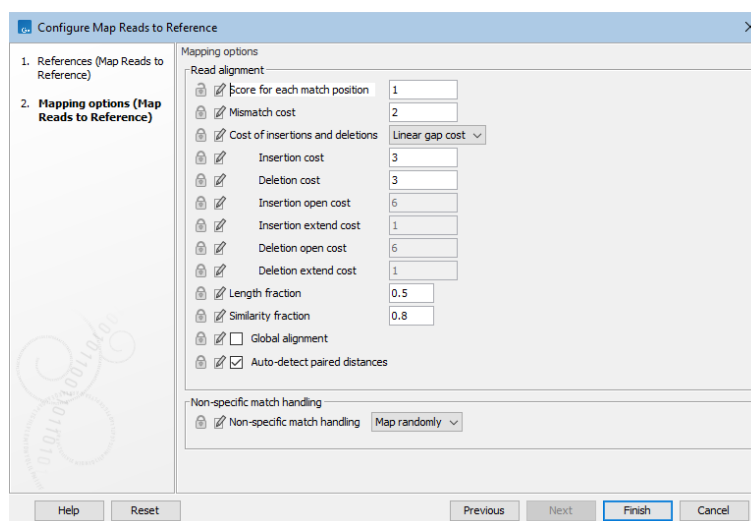 Configure Map Reads to Reference
1. References (Map Reads to
Reference)
2. Mapping options (Map
Reads to Reference)
Mapping options
Read alignment
Score for each match position 1
Mismatch cost 2
Cost of insertions and deletions Linear gap cost
Insertion cost 3
Deletion cost 3
Insertion open cost 6
Insertion extend cost 1
Deletion open cost 6
Deletion extend cost 1
Length fraction 0.5
Similarity fraction 0.8
Global alignment
Auto-detect paired distances
Non-specific match handling
Non-specific match handling Map randomly
Help Reset Previous Next Finish Cancel